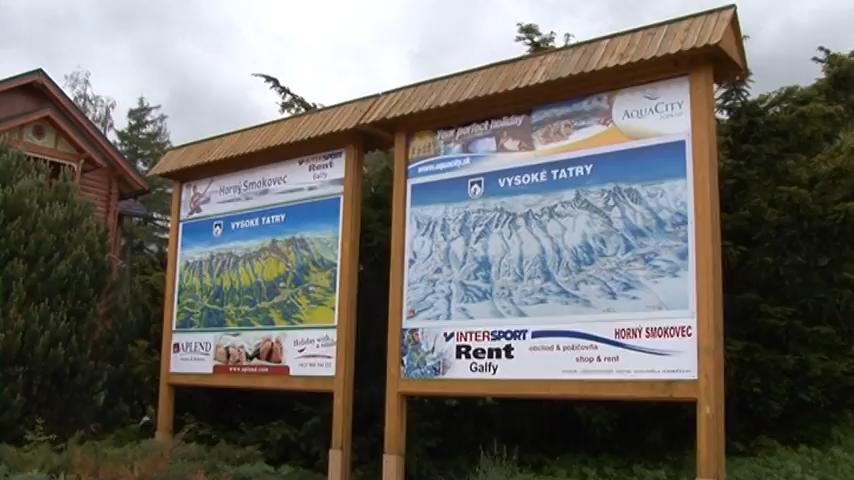 Horný Smokovec
INTERSPORT
Rent
Galfy
VYSOKÉ TATRY
APLEND
www.aplend.com
Holiday with a
Your perfect holiday
www.aquacity.sk
AQUACITY
POPRAD
VYSOKÉ TATRY
INTERSPORT
Rent
Galfy
obchod & požičovňa
shop & rent
HORNÝ SMOKOVEC